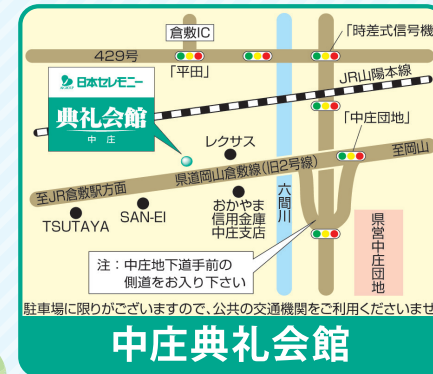 倉敷IC
「時差式信号機
429号
「平田」
JR山陽本線
日本セレモニー
典礼会館
中庄
レクサス
「中庄団地」
至岡山
県道岡山倉敷線(旧2号線)
至JR倉敷駅方面
六間川
TSUTAYA
SAN-EI
おかやま
信用金庫
中庄支店
県営中庄団地
注:中庄地下道手前の
側道をお入り下さい
駐車場に限りがございますので、公共の交通機関をご利用くださいませ
中庄典礼会館